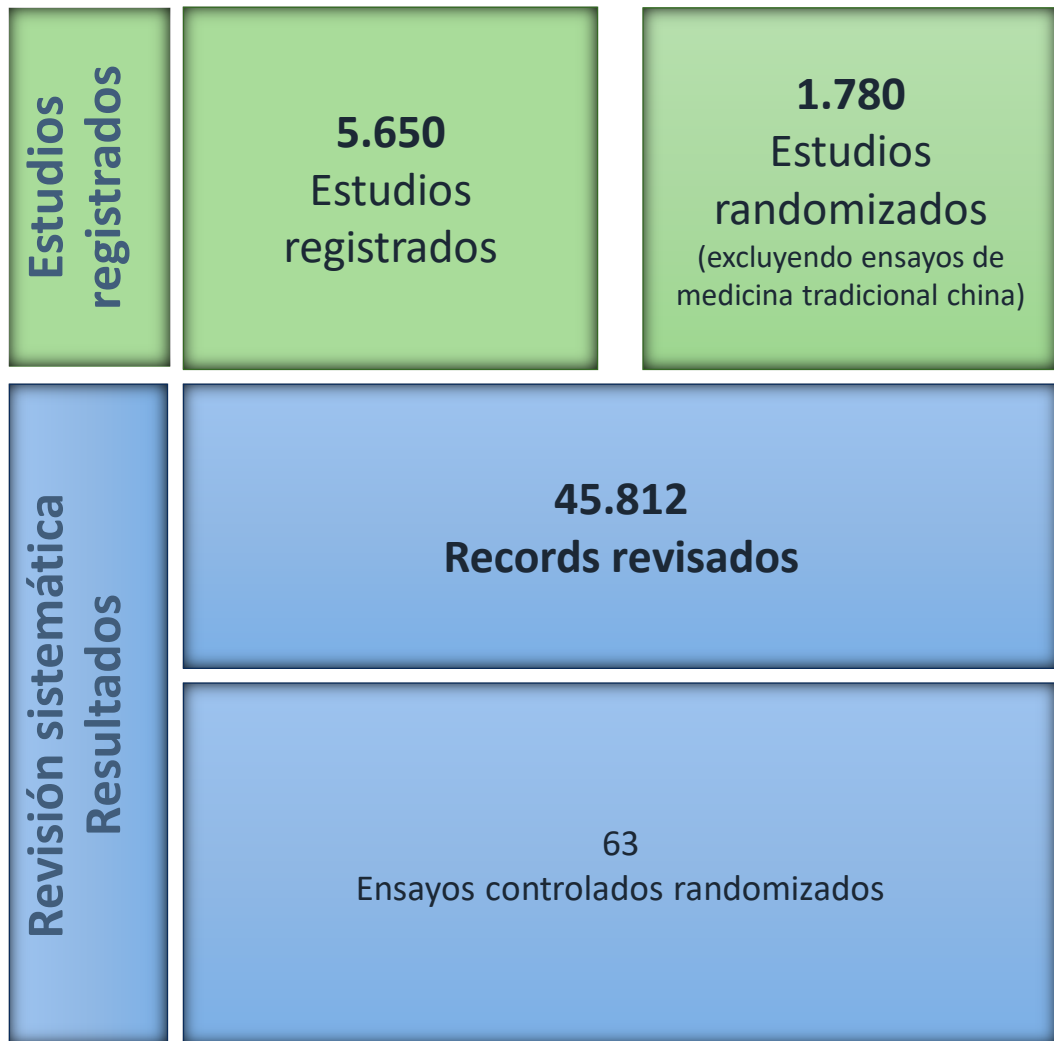 Estudios
registrados
5.650
Estudios
registrados
1.780
Estudios
randomizados
(excluyendo ensayos de
medicina tradicional china)
Revisión sistemática
Resultados
45.812
Records revisados
63
Ensayos controlados randomizados